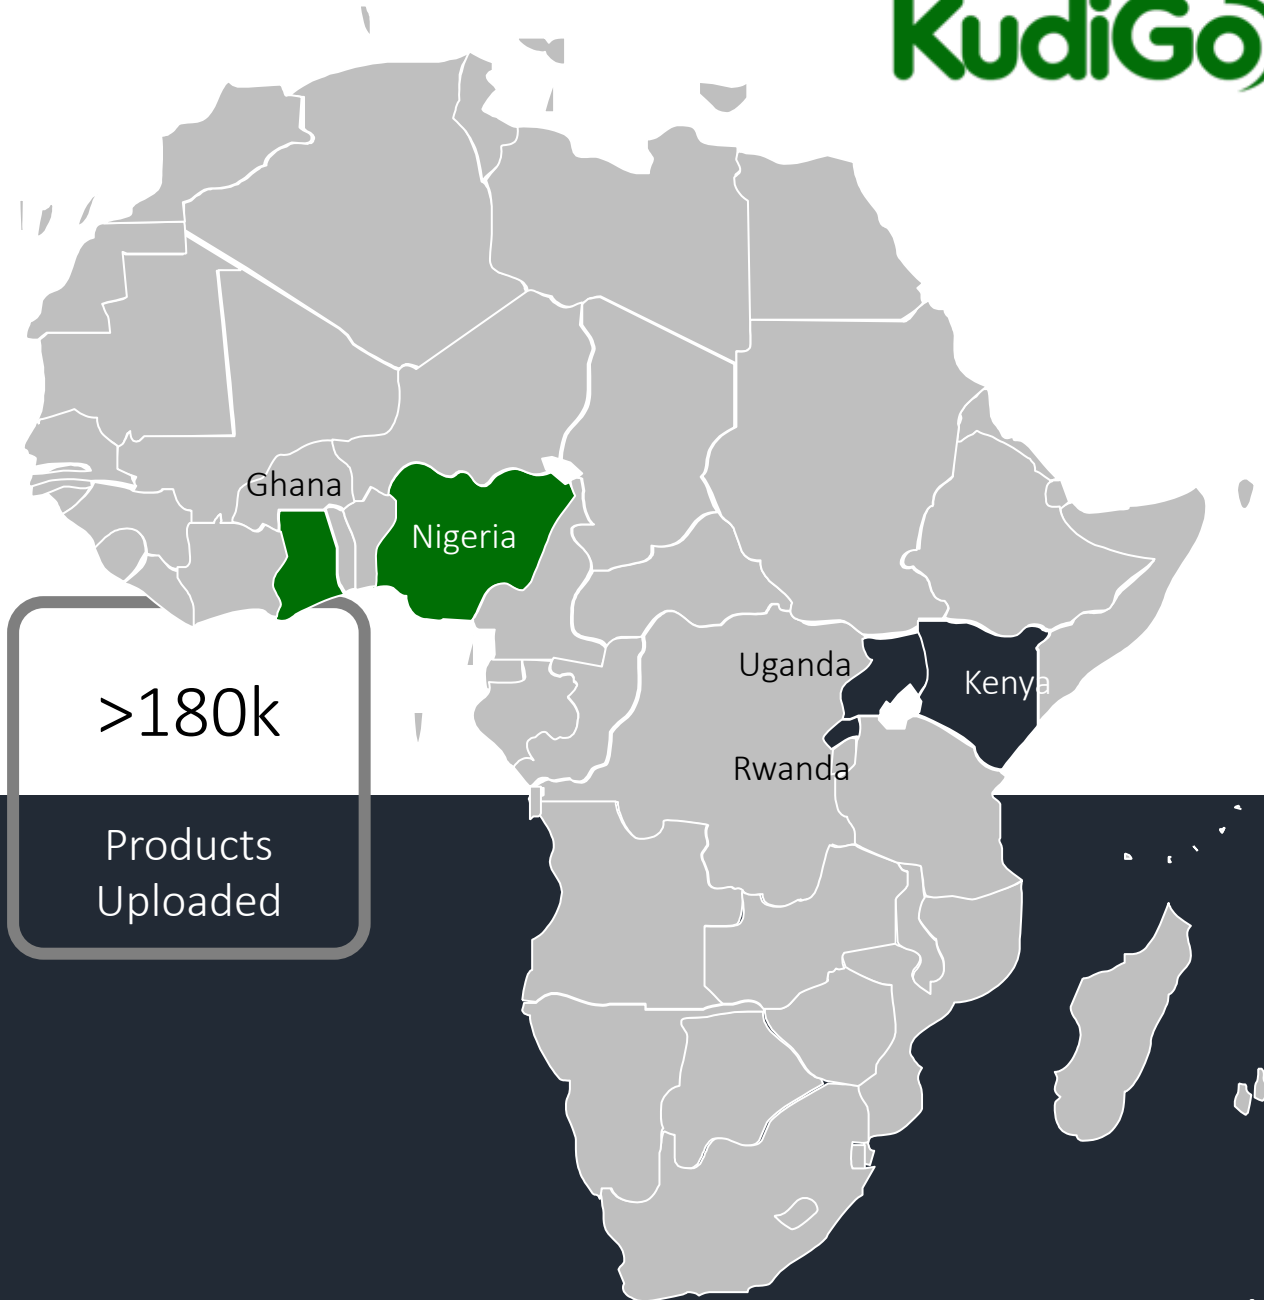 KudiGo
Ghana
Nigeria
Uganda
Kenya
Rwanda
>180k
Products
Uploaded